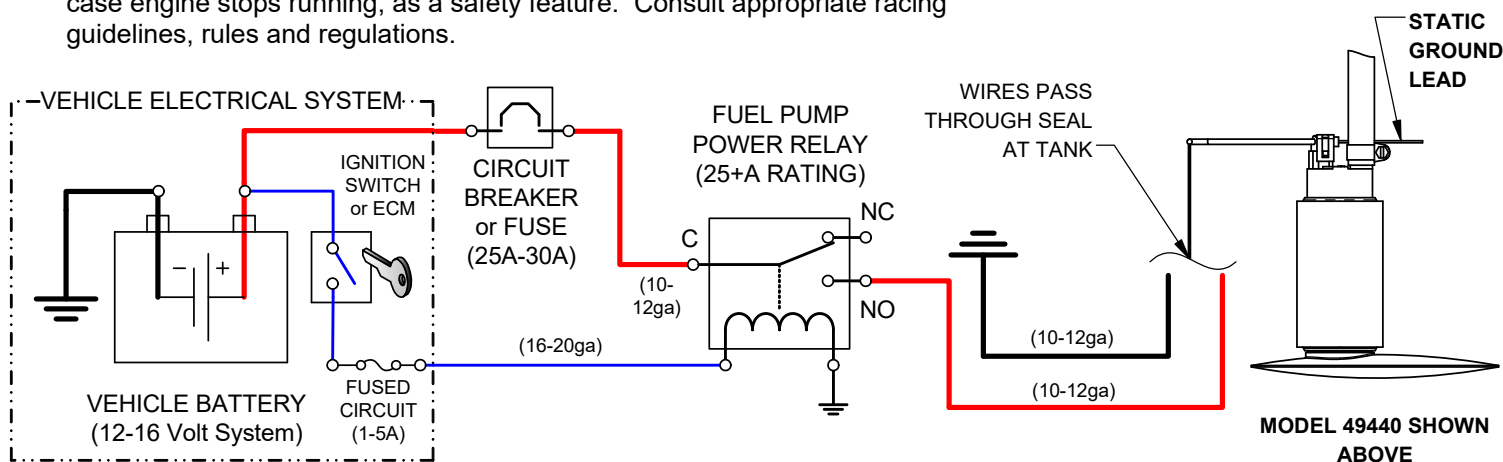 case engine stops running, as a safety feature. Consult appropriate racing
guidelines, rules and regulations.
VEHICLE ELECTRICAL SYSTEM
IGNITION
SWITCH
or ECM
- +
VEHICLE BATTERY
(12-16 Volt System)
FUSED
CIRCUIT
(1-5A)
CIRCUIT
BREAKER
or FUSE
(25A-30A)
(16-20ga)
FUEL PUMP
POWER RELAY
(25+A RATING)
C
NC
NO
(10-
12ga)
WIRES PASS
THROUGH SEAL
AT TANK
(10-12ga)
(10-12ga)
STATIC
GROUND
LEAD
MODEL 49440 SHOWN
ABOVE